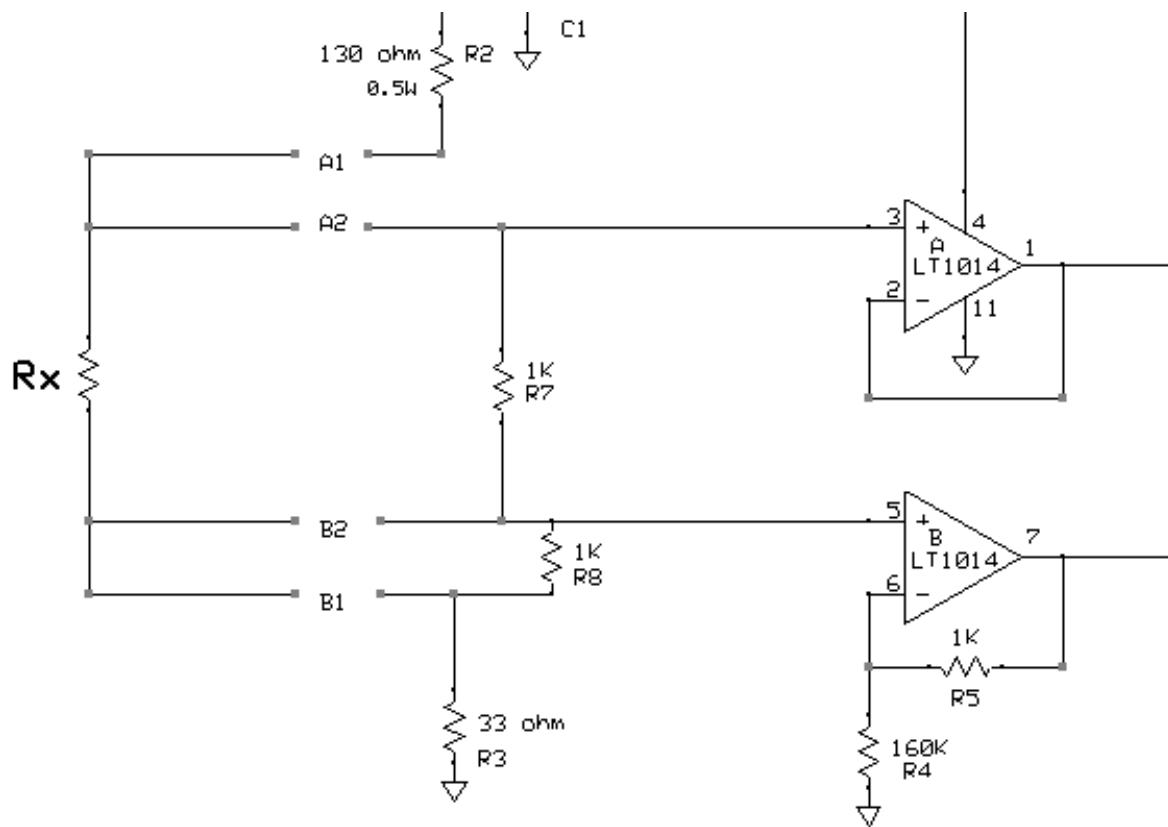 C1
130 ohm R2
0.5W
A1
A2
3 + 4
A 1
LT1014
2 − 11
Rx
1K
R7
B2
1K
R8
B1
5 +
B 7
LT1014
6 −
1K
R5
33 ohm
R3
160K
R4